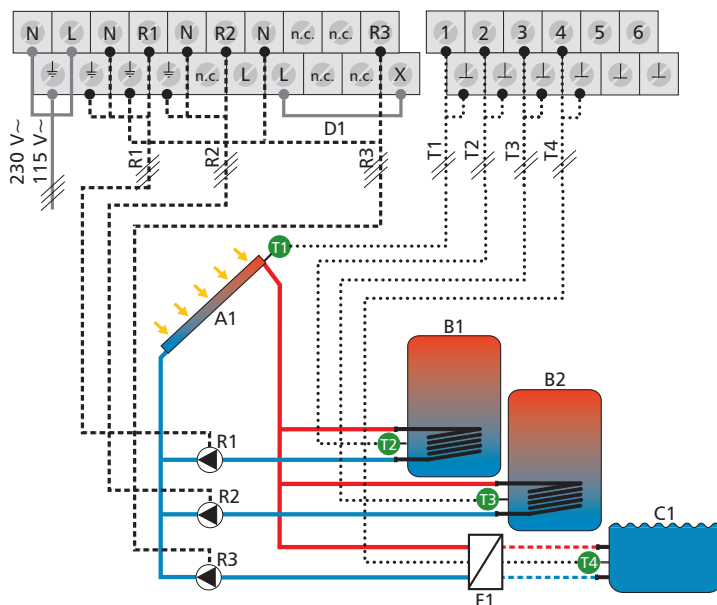 N L N R1 N R2 N n.c. n.c. R3
1 2 3 4 5 6
n.c. L L n.c. n.c. X
D1
230 V~
115 V~
R1
R2
R3
T1
T2
T3
T4
T1
A1
B1
B2
R1
T2
T3
R2
C1
R3
T4
F1